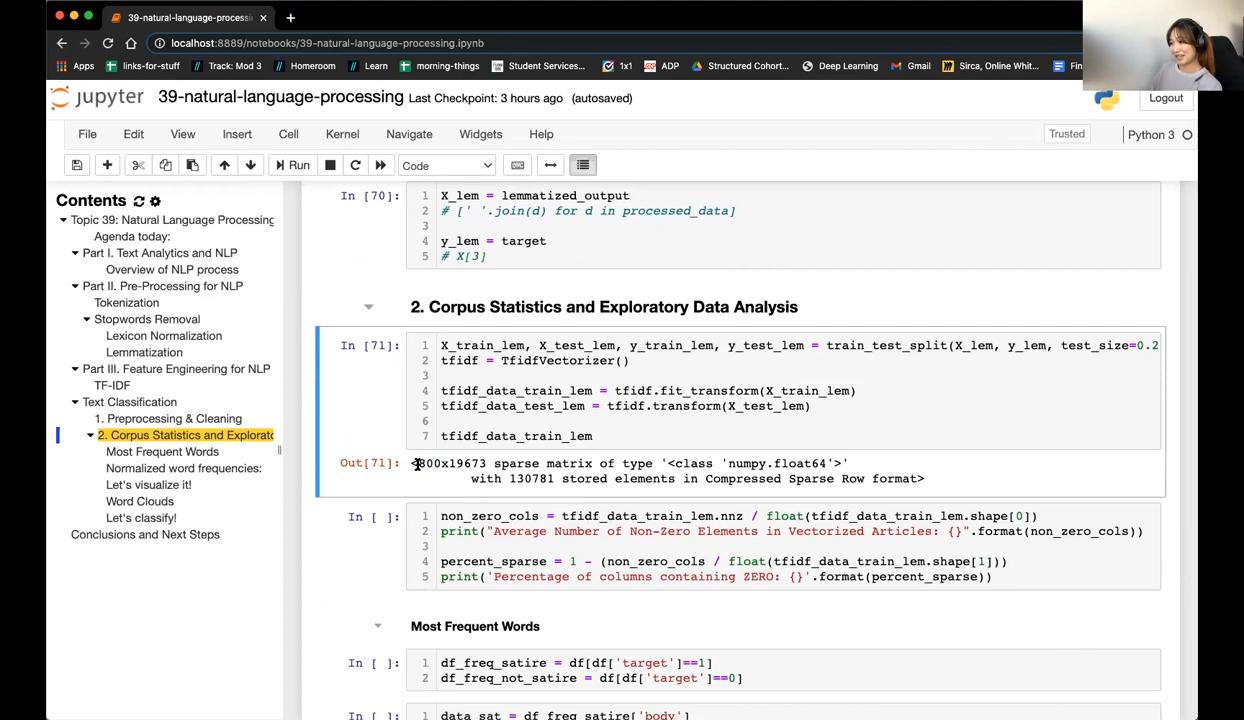 39-natural-language-processi
localhost:8889/notebooks/39-natural-language-processing.ipynb
Apps
links-for-stuff
Track: Mod 3
Homeroom
Learn
morning-things
Student Services...
1x1
ADP
Structured Cohort...
Deep Learning
Gmail
Sirca, Online Whit...
Fin
jupyter
39-natural-language-processing Last Checkpoint: 3 hours ago (autosaved)
Logout
File Edit View Insert Cell Kernel Navigate Widgets Help
Trusted
Python 3
Run
Code
Contents
Topic 39: Natural Language Processing
Agenda today:
Part I. Text Analytics and NLP
Overview of NLP process
Part II. Pre-Processing for NLP
Tokenization
Stopwords Removal
Lexicon Normalization
Lemmatization
Part III. Feature Engineering for NLP
TF-IDF
Text Classification
1. Preprocessing & Cleaning
2. Corpus Statistics and Explorato
Most Frequent Words
Normalized word frequencies:
Let's visualize it!
Word Clouds
Let's classify!
Conclusions and Next Steps
In [70]:
1 X_lem = lemmatized_output
2 # [' '.join(d) for d in processed_data]
3
4 y_lem = target
5 # X[3]
2. Corpus Statistics and Exploratory Data Analysis
In [71]:
1 X_train_lem, X_test_lem, y_train_lem, y_test_lem = train_test_split(X_lem, y_lem, test_size=0.2
2 tfidf = TfidfVectorizer()
3
4 tfidf_data_train_lem = tfidf.fit_transform(X_train_lem)
5 tfidf_data_test_lem = tfidf.transform(X_test_lem)
6
7 tfidf_data_train_lem
Out[71]:
sparse matrix of type '<class 'numpy.float64'>'
with 130781 stored elements in Compressed Sparse Row format>
In [ ]:
1 non_zero_cols = tfidf_data_train_lem.nnz / float(tfidf_data_train_lem.shape[0])
2 print("Average Number of Non-Zero Elements in Vectorized Articles: {}".format(non_zero_cols))
3
4 percent_sparse = 1 - (non_zero_cols / float(tfidf_data_train_lem.shape[1]))
5 print('Percentage of columns containing ZERO: {}'.format(percent_sparse))
Most Frequent Words
In [ ]:
1 df_freq_satire = df[df['target']==1]
2 df_freq_not_satire = df[df['target']==0]
In [ ]:
1 data_sat = df_freq_satire['body']